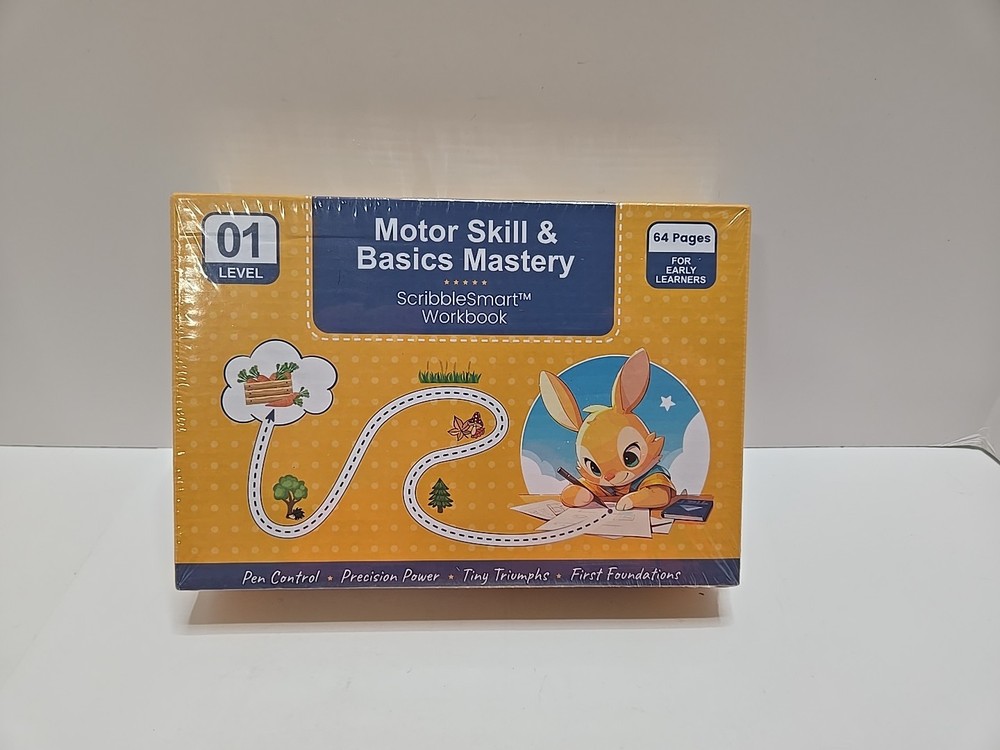 01
LEVEL
Motor Skill &
Basics Mastery
ScribbleSmart™
Workbook
64 Pages
FOR
EARLY
LEARNERS
Pen Control ★ Precision Power ★ Tiny Triumphs ★ First Foundations